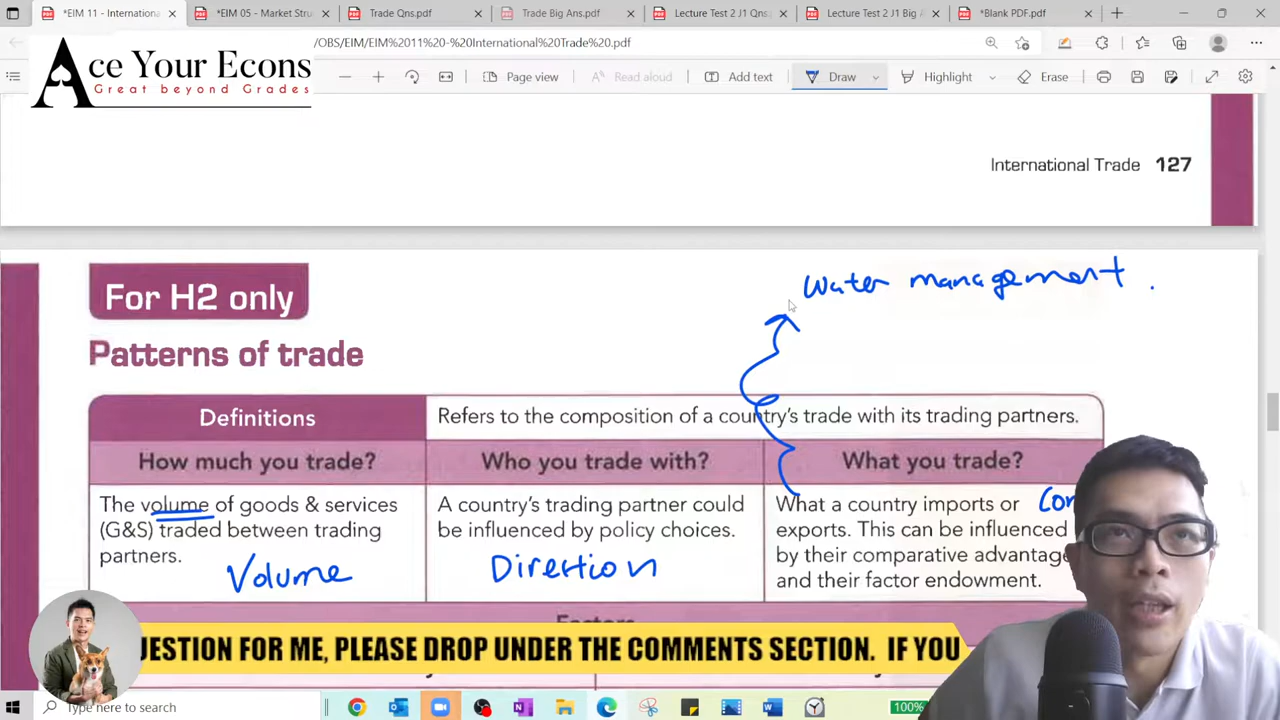 *EIM 11 - Internationa
*EIM 05 - Market Stru
Trade Qns.pdf
Trade Big Ans.pdf
Lecture Test 2 J1 Qns.p
Lecture Test 2 J1 Big A
*Blank PDF.pdf
/OBS/EIM/EIM%2011%20-%20International%20Trade%20.pdf
Ace Your Econs
Great beyond Grades
Page view
Read aloud
Add text
Draw
Highlight
Erase
International Trade 127
For H2 only
Water management.
Patterns of trade
Definitions
Refers to the composition of a country's trade with its trading partners.
How much you trade?
Who you trade with?
What you trade?
The volume of goods & services
(G&S) traded between trading
partners.
Volume
A country's trading partner could
be influenced by policy choices.
Direction
What a country imports or
exports. This can be influenced
by their comparative advantage
and their factor endowment.
Com
Factors
UESTION FOR ME, PLEASE DROP UNDER THE COMMENTS SECTION. IF YOU
Type here to search
100%